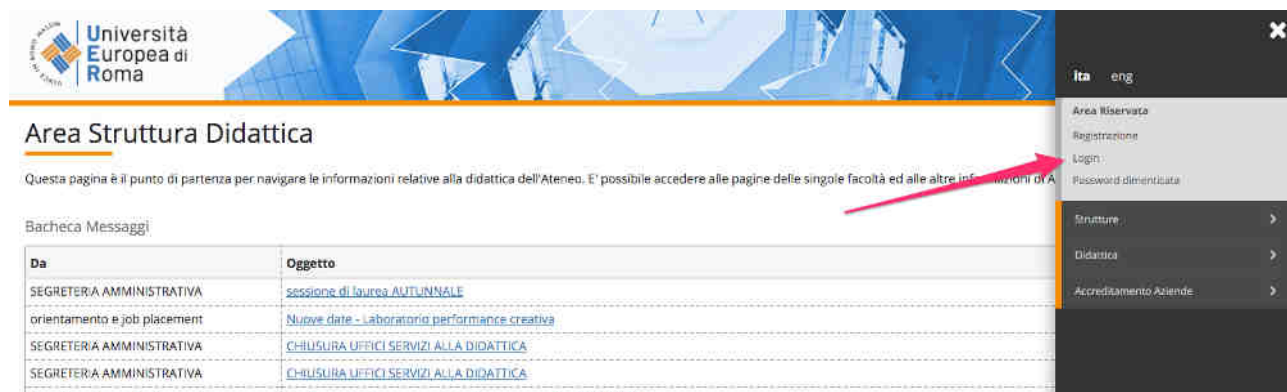 Università
Europea di
Roma
ita eng
Area Riservata
Registrazione
Login
Password dimenticata
Strutture
Didattica
Accreditamento Aziende
Area Struttura Didattica
Questa pagina è il punto di partenza per navigare le informazioni relative alla didattica dell'Ateneo. E' possibile accedere alle pagine delle singole facoltà ed alle altre informazioni di A
Bacheca Messaggi
Da Oggetto
SEGRETERIA AMMINISTRATIVA sessione di laurea AUTUNNALE
orientamento e job placement Nuove date - Laboratorio performance creativa
SEGRETERIA AMMINISTRATIVA CHIUSURA UFFICI SERVIZI ALLA DIDATTICA
SEGRETERIA AMMINISTRATIVA CHIUSURA UFFICI SERVIZI ALLA DIDATTICA